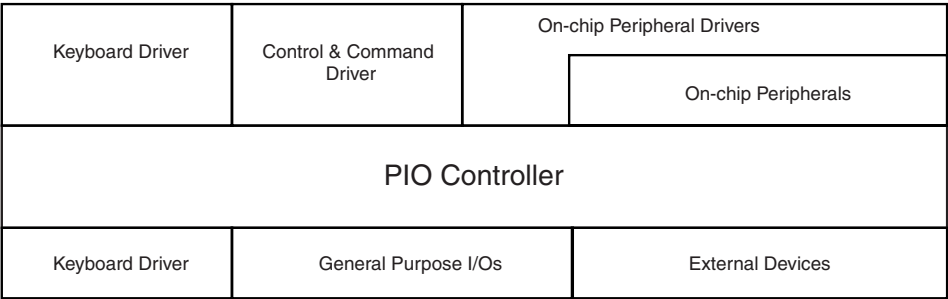 On-chip Peripheral Drivers
Keyboard Driver
Control & Command
Driver
On-chip Peripherals
PIO Controller
Keyboard Driver
General Purpose I/Os
External Devices